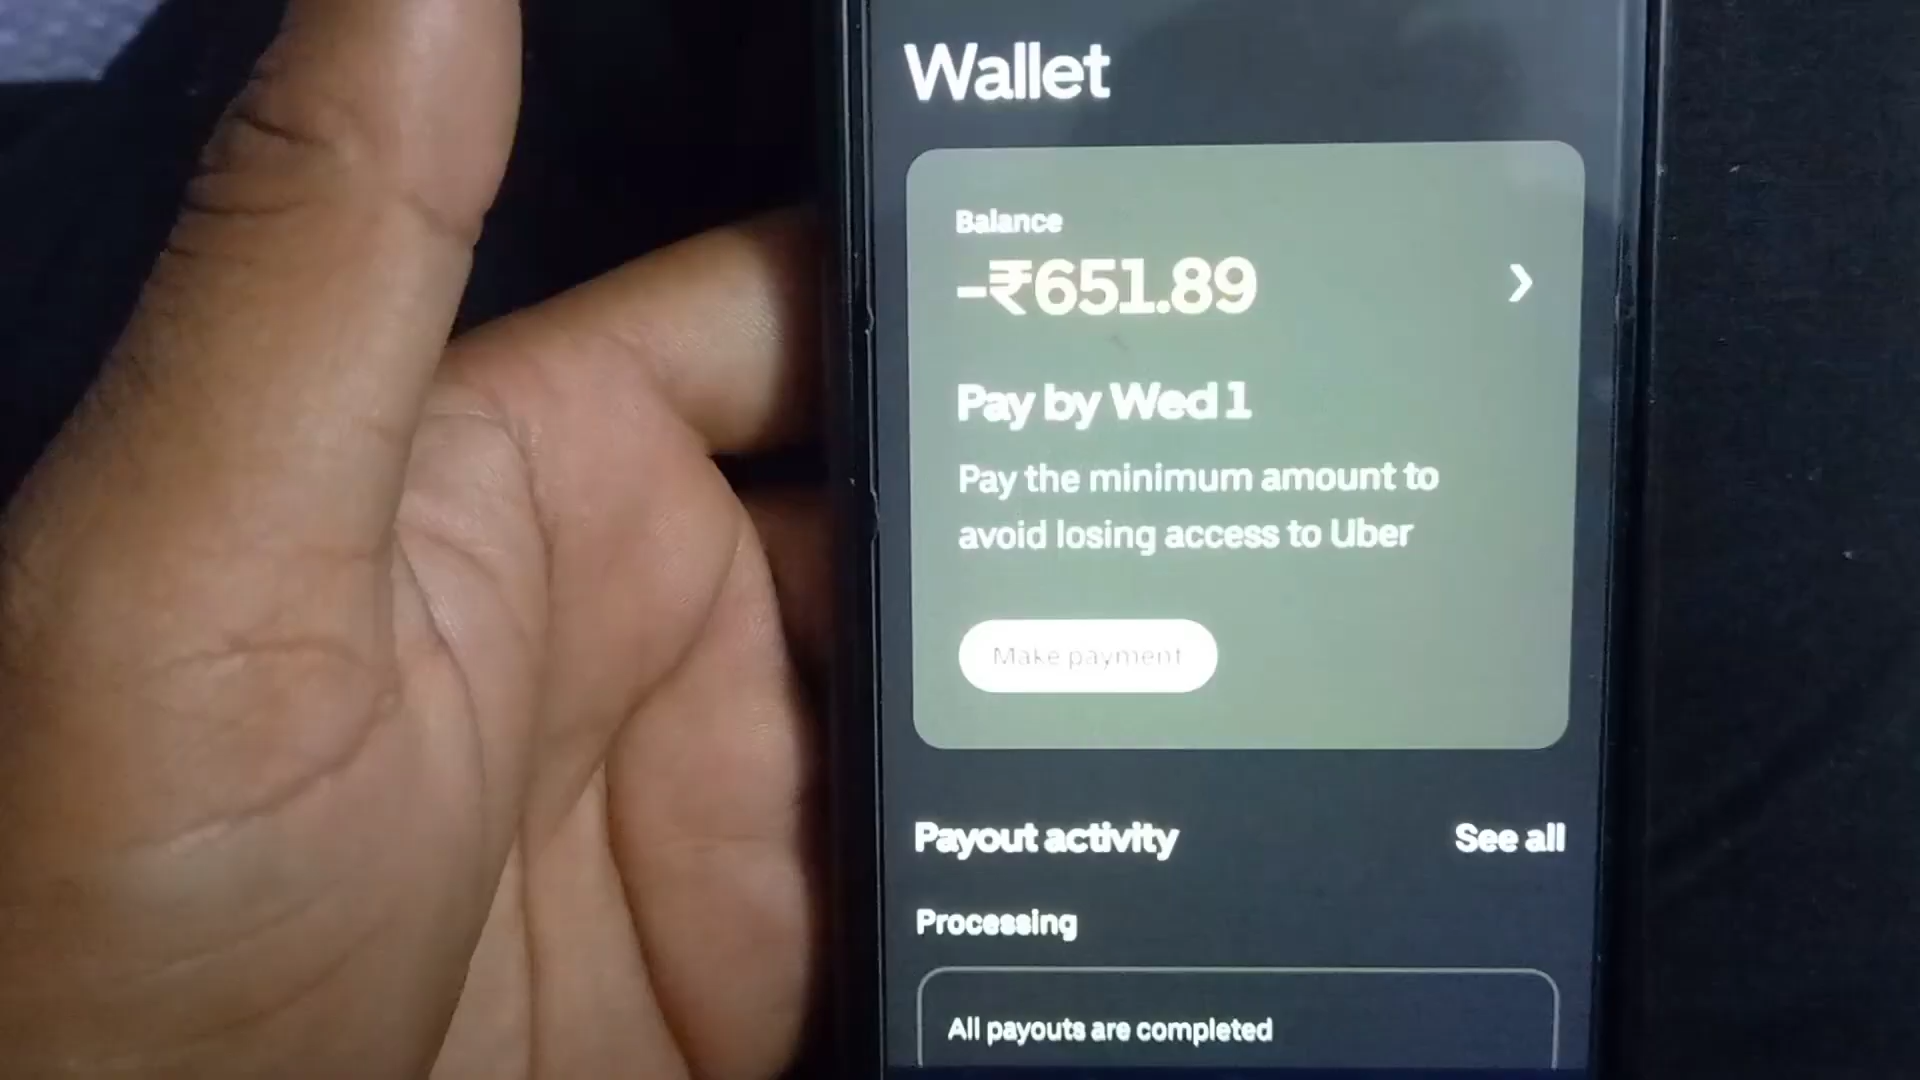 Wallet
Balance
-₹651.89
Pay by Wed 1
Pay the minimum amount to
avoid losing access to Uber
Make payment
Payout activity
See all
Processing
All payouts are completed